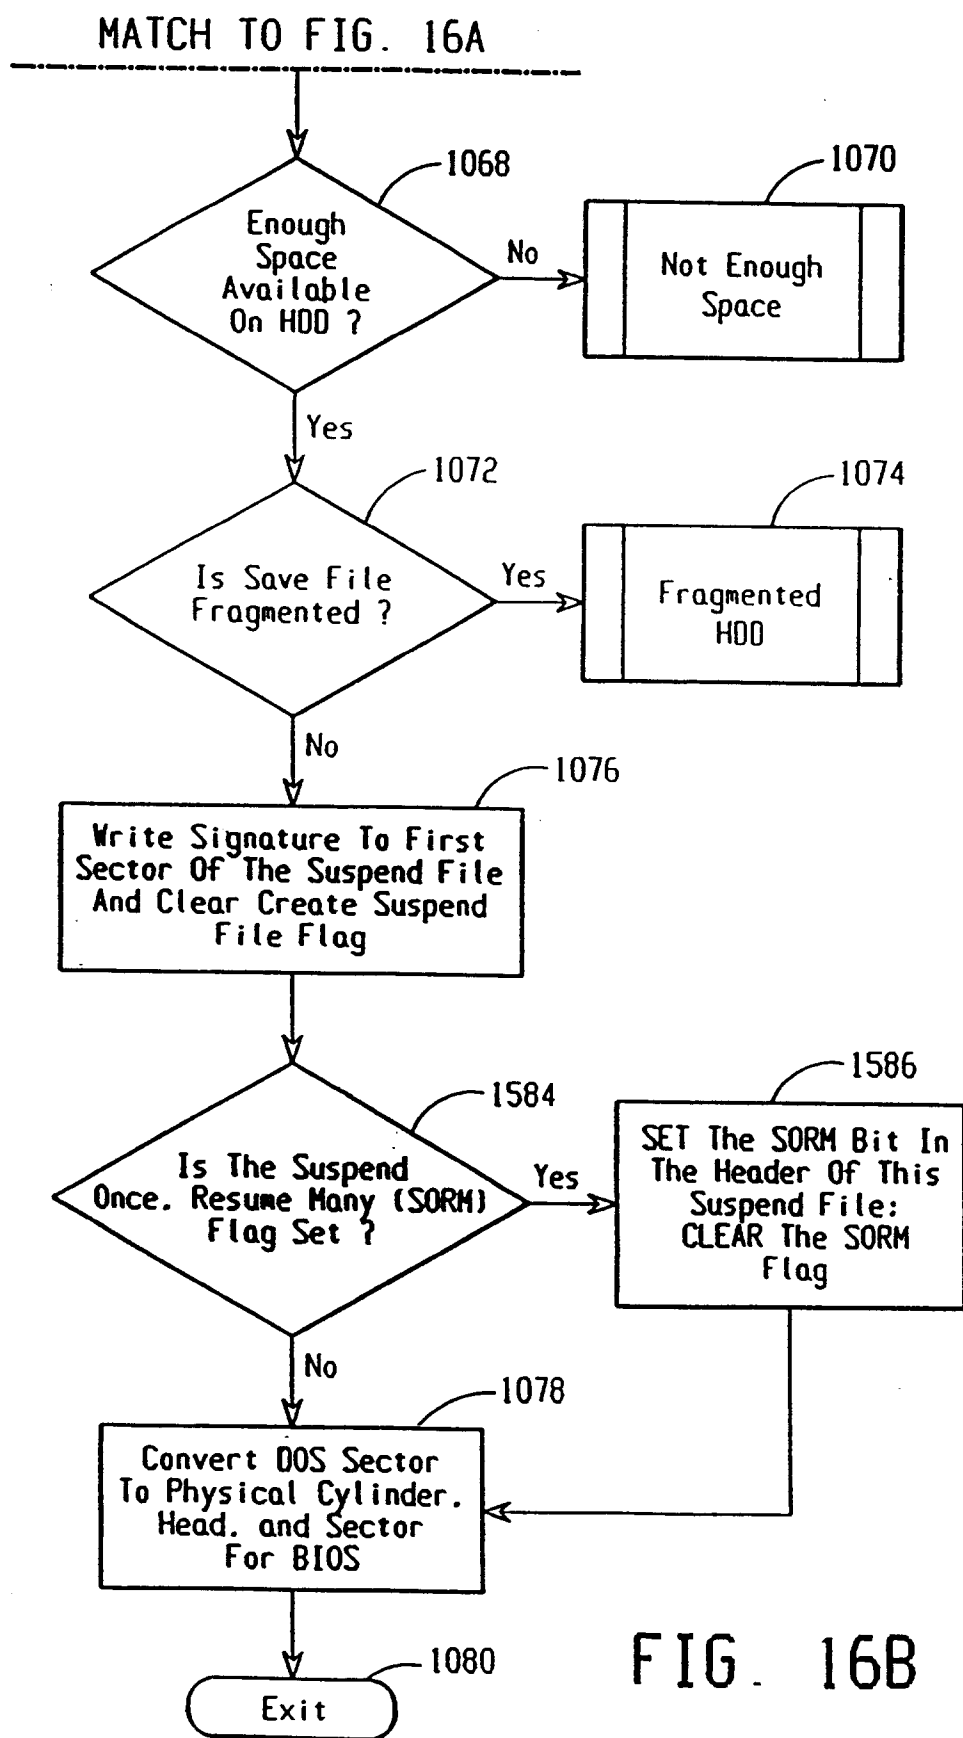 MATCH TO FIG. 16A
1068
Enough
Space
Available
On HDD ?
No
1070
Not Enough
Space
Yes
1072
Is Save File
Fragmented ?
Yes
1074
Fragmented
HDD
No
1076
Write Signature To First
Sector Of The Suspend File
And Clear Create Suspend
File Flag
1584
Is The Suspend
Once. Resume Many (SORM)
Flag Set ?
Yes
1586
SET The SORM Bit In
The Header Of This
Suspend File:
CLEAR The SORM
Flag
No
1078
Convert DOS Sector
To Physical Cylinder.
Head. and Sector
For BIOS
1080
Exit
FIG. 16B